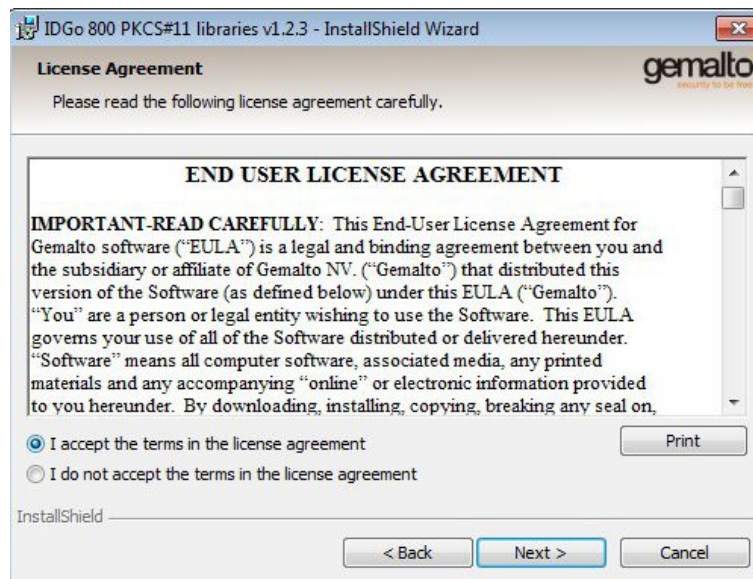 IDGo 800 PKCS#11 libraries v1.2.3 - InstallShield Wizard
License Agreement
Please read the following license agreement carefully.
gemalto
security to be free
END USER LICENSE AGREEMENT
IMPORTANT-READ CAREFULLY: This End-User License Agreement for
Gemalto software (“EULA”) is a legal and binding agreement between you and
the subsidiary or affiliate of Gemalto NV. (“Gemalto”) that distributed this
version of the Software (as defined below) under this EULA (“Gemalto”).
“You” are a person or legal entity wishing to use the Software. This EULA
governs your use of all of the Software distributed or delivered hereunder.
“Software” means all computer software, associated media, any printed
materials and any accompanying “online” or electronic information provided
to you hereunder. By downloading, installing, copying, breaking any seal on,
I accept the terms in the license agreement
Print
I do not accept the terms in the license agreement
InstallShield
< Back
Next >
Cancel